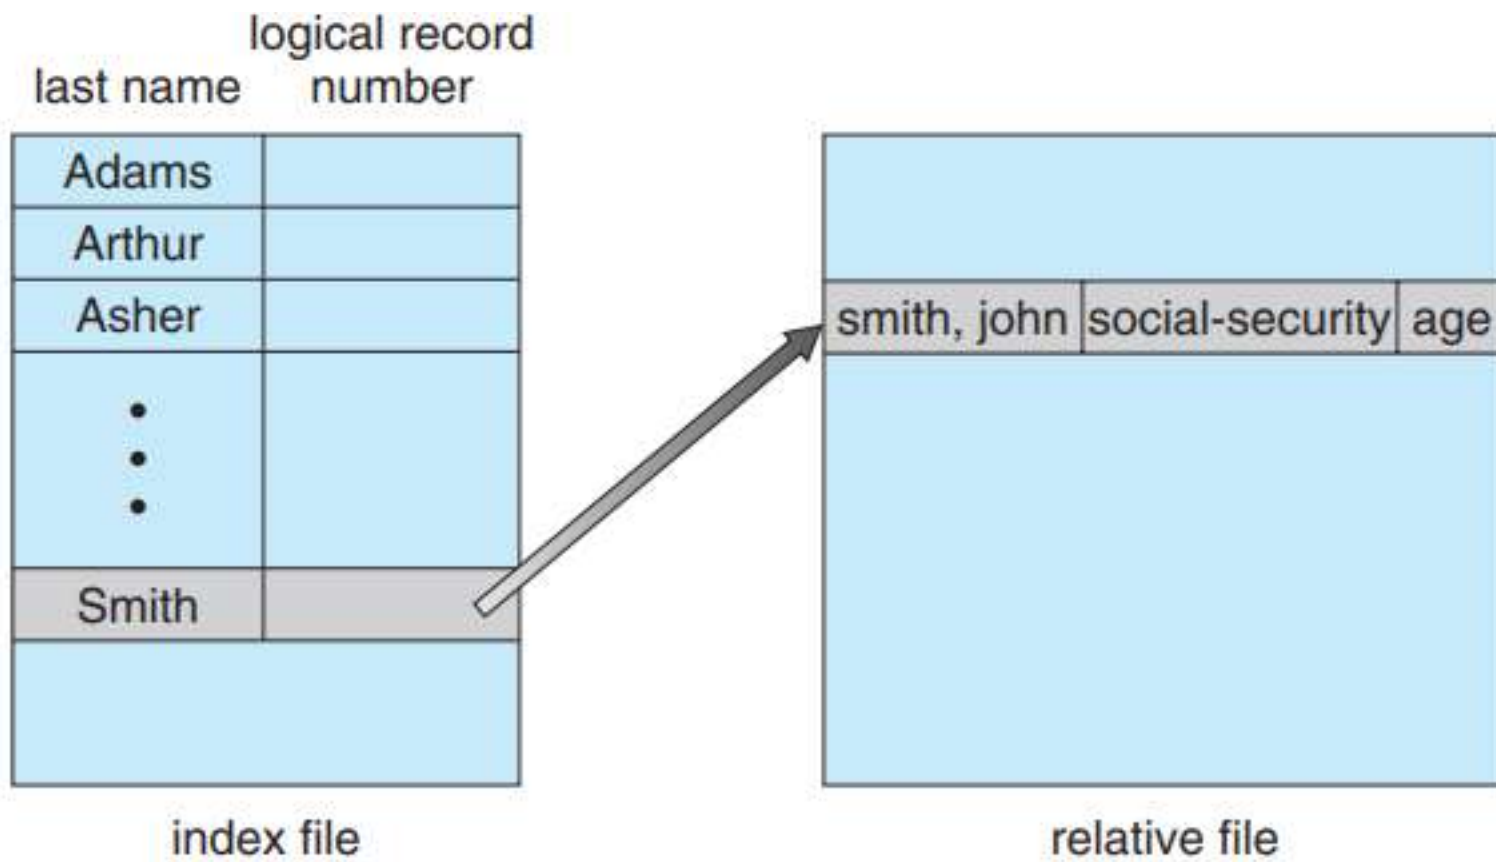 logical record
last name number
Adams
Arthur
Asher
Smith
smith, john social-security age
index file
relative file